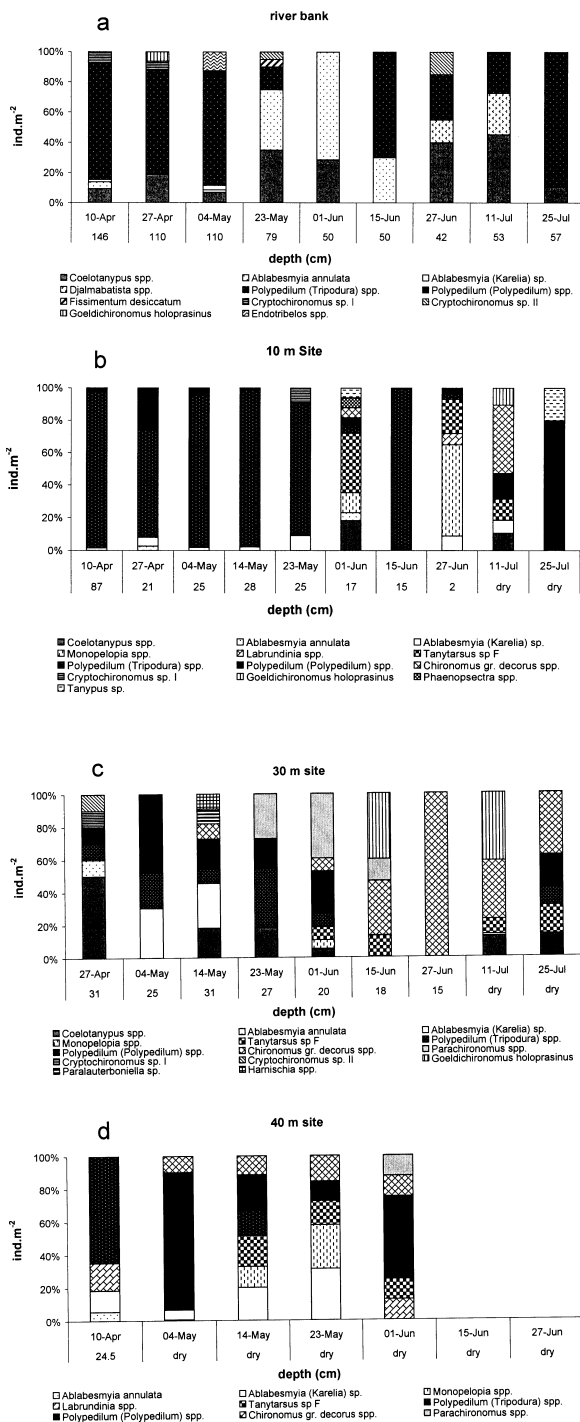 a
river bank
ind.m-2
100%
80%
60%
40%
20%
0%
10-Apr 27-Apr 04-May 23-May 01-Jun 15-Jun 27-Jun 11-Jul 25-Jul
146 110 110 79 50 50 42 53 57
depth (cm)
Coelotanypus spp. Ablabesmyia annulata Ablabesmyia (Karelia) sp.
Djalmabatista spp. Polypedilum (Tripodura) spp. Polypedilum (Polypedilum) spp.
Fissimentum desiccatum Cryptochironomus sp. I Cryptochironomus sp. II
Goeldichironomus holoprasinus Endotribelos spp.
b
10 m Site
ind.m-2
100%
80%
60%
40%
20%
0%
10-Apr 27-Apr 04-May 14-May 23-May 01-Jun 15-Jun 27-Jun 11-Jul 25-Jul
87 21 25 28 25 17 15 2 dry dry
depth (cm)
Coelotanypus spp. Ablabesmyia annulata Ablabesmyia (Karelia) sp.
Monopelopia spp. Labrundinia spp. Tanytarsus sp F
Polypedilum (Tripodura) spp. Polypedilum (Polypedilum) spp. Chironomus gr. decorus spp.
Cryptochironomus sp. I Goeldichironomus holoprasinus Phaenopsectra spp.
Tanypus sp.
c
30 m site
ind.m-2
100%
80%
60%
40%
20%
0%
27-Apr 04-May 14-May 23-May 01-Jun 15-Jun 27-Jun 11-Jul 25-Jul
31 25 31 27 20 18 15 dry dry
depth (cm)
Coelotanypus spp. Ablabesmyia annulata Ablabesmyia (Karelia) sp.
Monopelopia spp. Tanytarsus sp F Polypedilum (Tripodura) spp.
Polypedilum (Polypedilum) spp. Chironomus gr. decorus spp. Parachironomus spp.
Cryptochironomus sp. I Cryptochironomus sp. II Goeldichironomus holoprasinus
Paralauterboniella sp. Harnischia spp.
d
40 m site
ind.m-2
100%
80%
60%
40%
20%
0%
10-Apr 04-May 14-May 23-May 01-Jun 15-Jun 27-Jun
24.5 dry dry dry dry dry dry
depth (cm)
Ablabesmyia annulata Ablabesmyia (Karelia) sp. Monopelopia spp.
Labrundinia spp. Tanytarsus sp F Polypedilum (Tripodura) spp.
Polypedilum (Polypedilum) spp. Chironomus gr. decorus spp. Parachironomus spp.